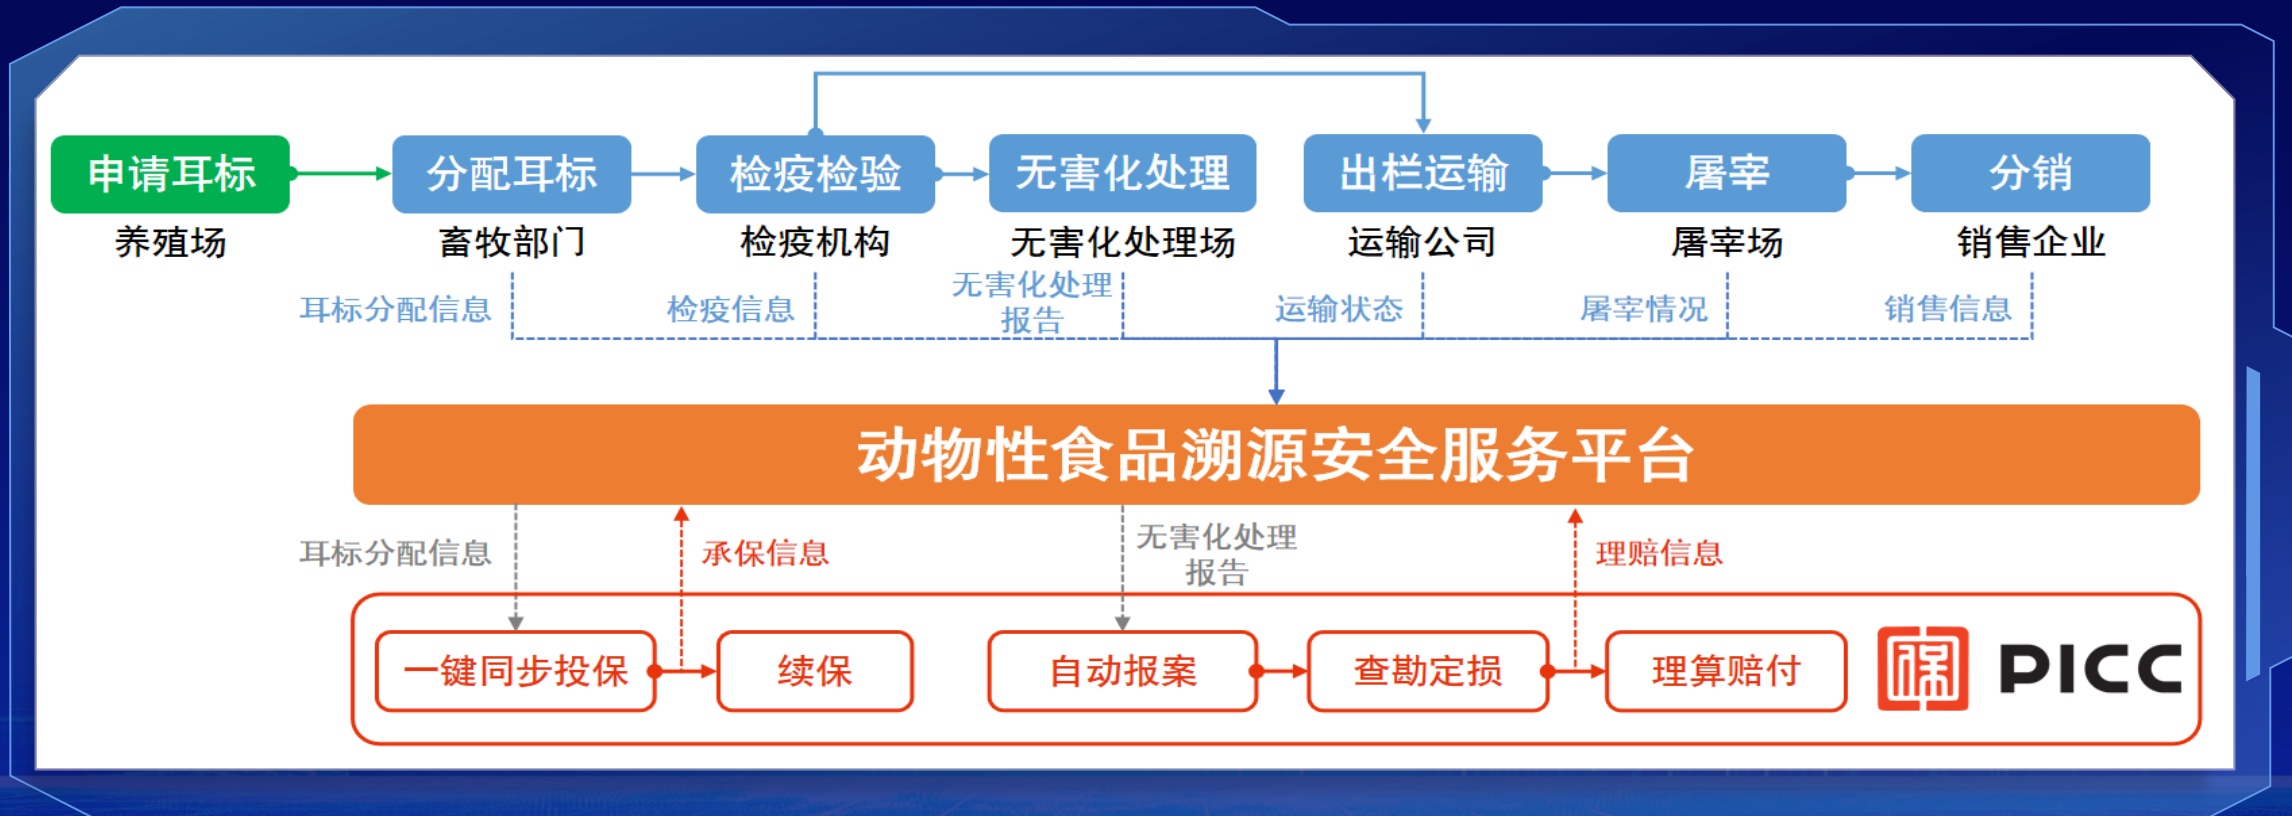 申请耳标
分配耳标
检疫检验
无害化处理
出栏运输
屠宰
分销
养殖场
畜牧部门
检疫机构
无害化处理场
运输公司
屠宰场
销售企业
耳标分配信息
检疫信息
无害化处理
报告
运输状态
屠宰情况
销售信息
动物性食品溯源安全服务平台
耳标分配信息
承保信息
无害化处理
报告
理赔信息
一键同步投保
续保
自动报案
查勘定损
理算赔付
保
PICC